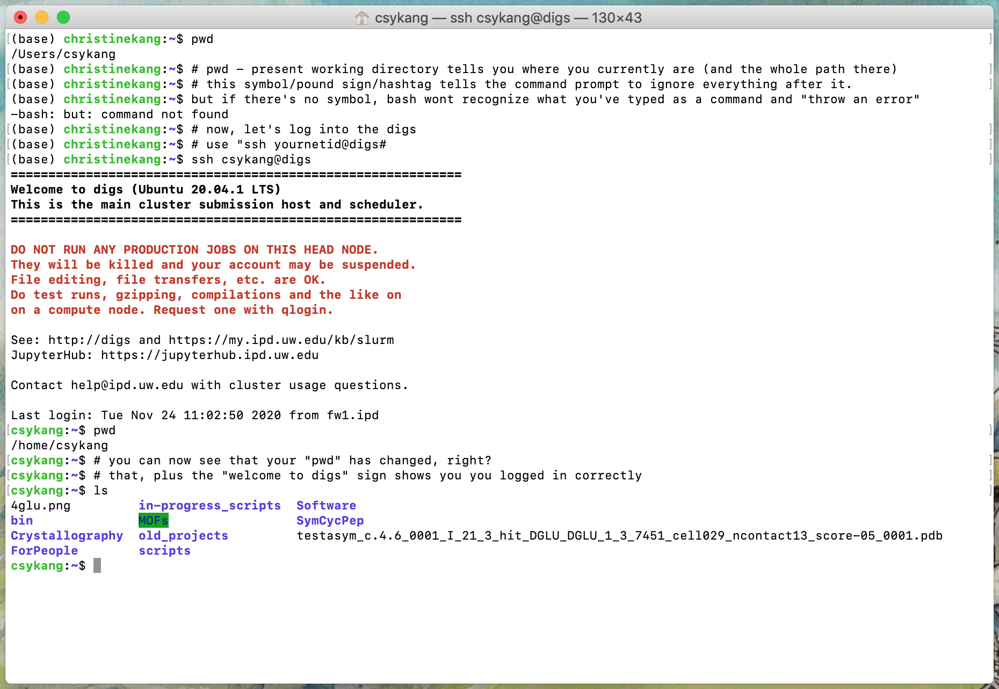 csykang — ssh csykang@digs — 130×43
(base) christinekang:~$ pwd
/Users/csykang
(base) christinekang:~$ # pwd - present working directory tells you where you currently are (and the whole path there)
(base) christinekang:~$ # this symbol/pound sign/hashtag tells the command prompt to ignore everything after it.
(base) christinekang:~$ but if there's no symbol, bash wont recognize what you've typed as a command and "throw an error"
-bash: but: command not found
(base) christinekang:~$ # now, let's log into the digs
(base) christinekang:~$ # use "ssh yournetid@digs#
(base) christinekang:~$ ssh csykang@digs
============================================================
Welcome to digs (Ubuntu 20.04.1 LTS)
This is the main cluster submission host and scheduler.
============================================================
DO NOT RUN ANY PRODUCTION JOBS ON THIS HEAD NODE.
They will be killed and your account may be suspended.
File editing, file transfers, etc. are OK.
Do test runs, gzipping, compilations and the like on
on a compute node. Request one with qlogin.
See: http://digs and https://my.ipd.uw.edu/kb/slurm
JupyterHub: https://jupyterhub.ipd.uw.edu
Contact help@ipd.uw.edu with cluster usage questions.
Last login: Tue Nov 24 11:02:50 2020 from fw1.ipd
csykang:~$ pwd
/home/csykang
csykang:~$ # you can now see that your "pwd" has changed, right?
csykang:~$ # that, plus the "welcome to digs" sign shows you you logged in correctly
csykang:~$ ls
4glu.png in-progress_scripts Software
bin MOFs SymCycPep
Crystallography old_projects testasym_c.4.6_0001_I_21_3_hit_DGLU_DGLU_1_3_7451_cell029_ncontact13_score-05_0001.pdb
ForPeople scripts
csykang:~$